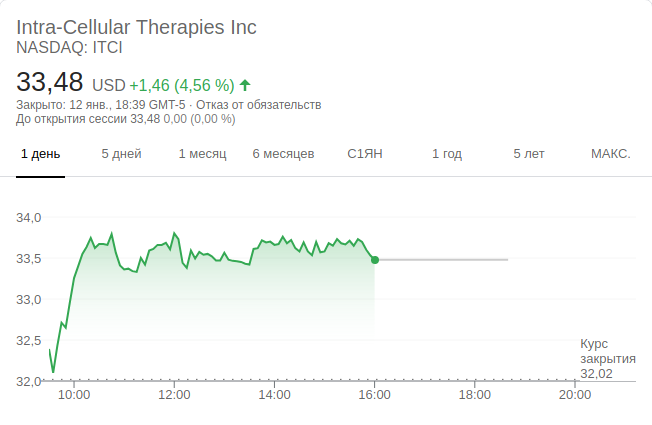 Intra-Cellular Therapies Inc
NASDAQ: ITCI
33,48 USD +1,46 (4,56 %)
Закрыто: 12 янв., 18:39 GMT-5 · Отказ от обязательств
До открытия сессии 33,48 0,00 (0,00 %)
1 день 5 дней 1 месяц 6 месяцев С1ЯН 1 год 5 лет МАКС.
34,0
33,5
33,0
32,5
32,0
Курс
закрытия
32,02
10:00 12:00 14:00 16:00 18:00 20:00